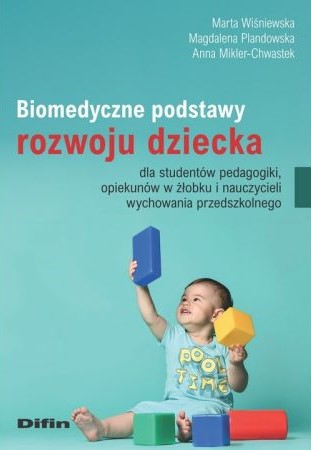 Marta Wiśniewska
Magdalena Plandowska
Anna Mikler-Chwastek
Biomedyczne podstawy
rozwoju dziecka
dla studentów pedagogiki,
opiekunów w żłobku i nauczycieli
wychowania przedszkolnego
POOL
TIME
Difin